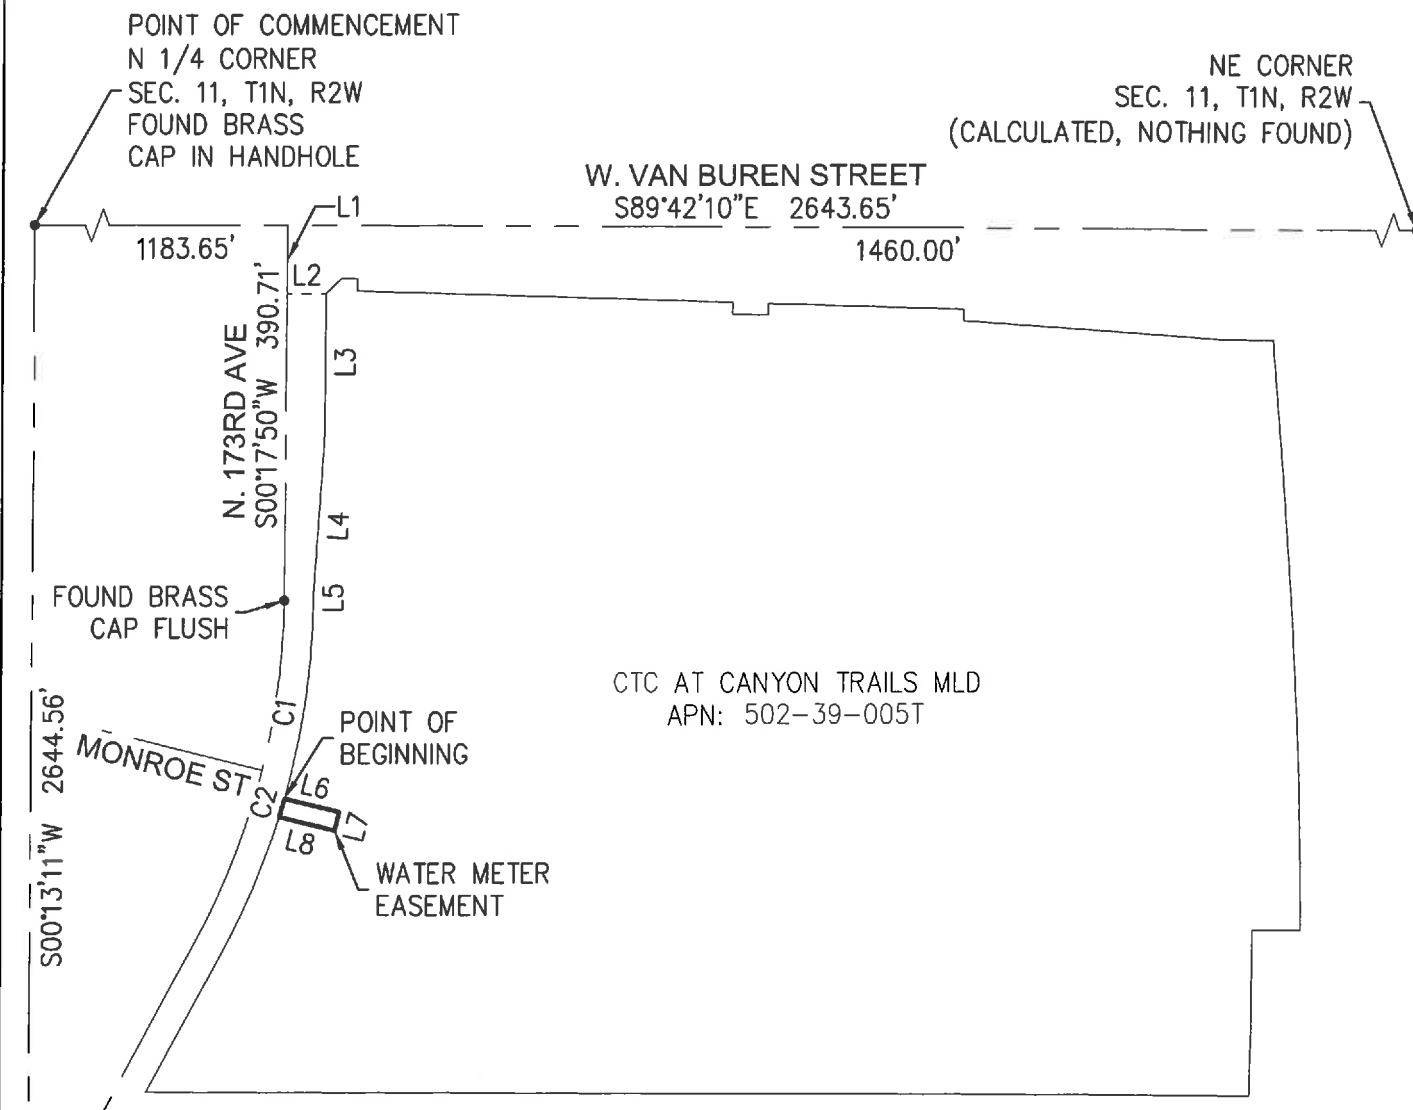 POINT OF COMMENCEMENT
N 1/4 CORNER
SEC. 11, T1N, R2W
FOUND BRASS
CAP IN HANDHOLE
NE CORNER
SEC. 11, T1N, R2W
(CALCULATED, NOTHING FOUND)
W. VAN BUREN STREET
S89°42'10"E 2643.65'
L1
1183.65'
1460.00'
L2
N. 173RD AVE
S00°17'50"W 390.71'
L3
L4
L5
FOUND BRASS
CAP FLUSH
CTC AT CANYON TRAILS MLD
APN: 502-39-005T
C1
POINT OF
BEGINNING
MONROE ST
C2
L6
L7
L8
WATER METER
EASEMENT
S00°13'11"W 2644.56'